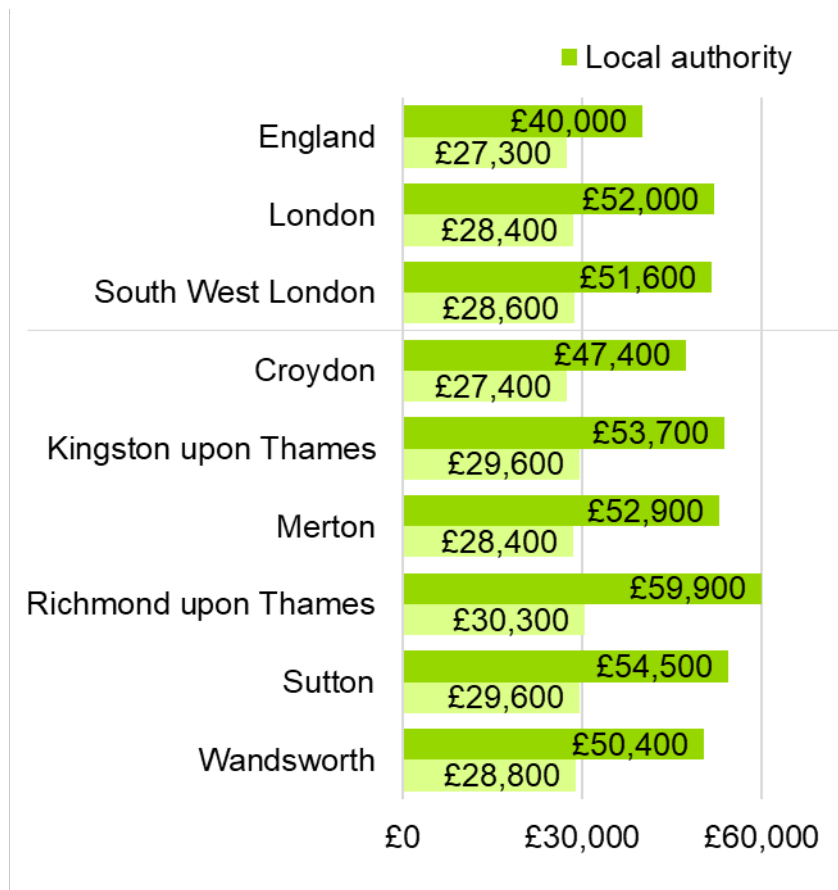 Local authority
England
£40,000
£27,300
London
£52,000
£28,400
South West London
£51,600
£28,600
Croydon
£47,400
£27,400
Kingston upon Thames
£53,700
£29,600
Merton
£52,900
£28,400
Richmond upon Thames
£59,900
£30,300
Sutton
£54,500
£29,600
Wandsworth
£50,400
£28,800
£0 £30,000 £60,000